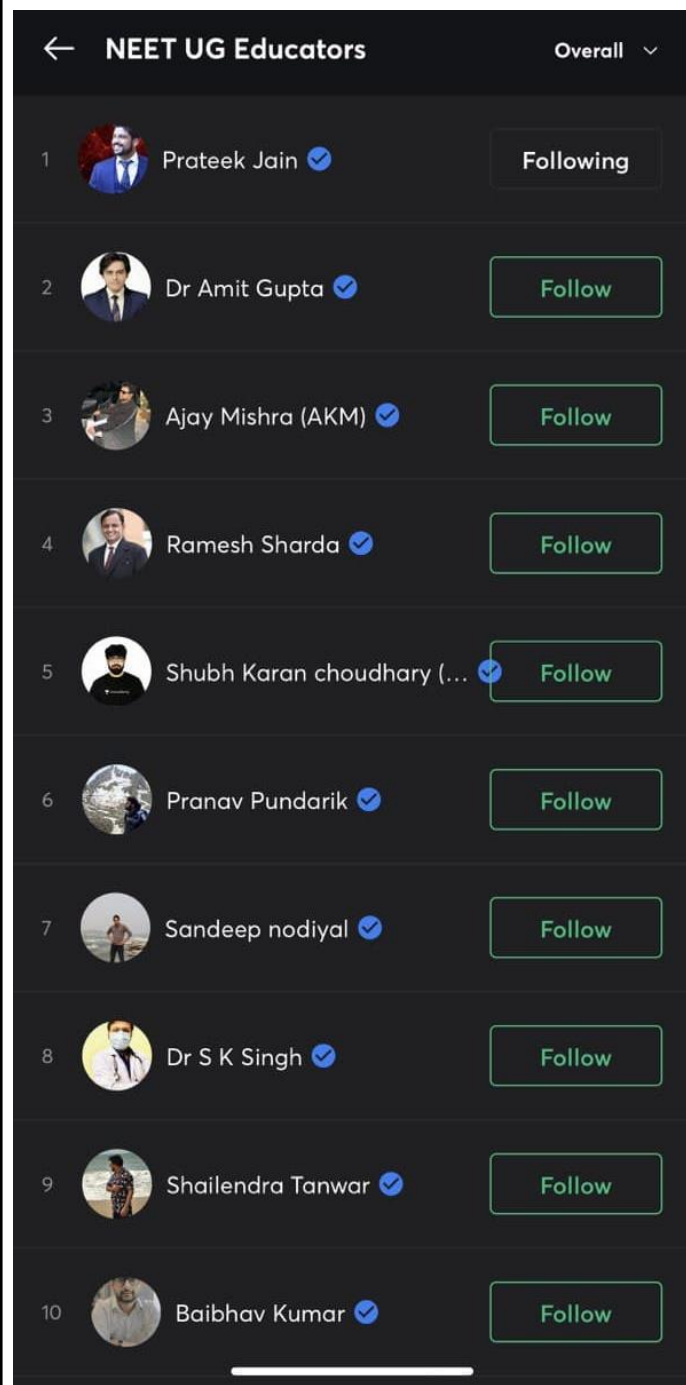 NEET UG Educators Overall
1 Prateek Jain Following
2 Dr Amit Gupta Follow
3 Ajay Mishra (AKM) Follow
4 Ramesh Sharda Follow
5 Shubh Karan choudhary (... Follow
6 Pranav Pundarik Follow
7 Sandeep nodiyal Follow
8 Dr S K Singh Follow
9 Shailendra Tanwar Follow
10 Baibhav Kumar Follow